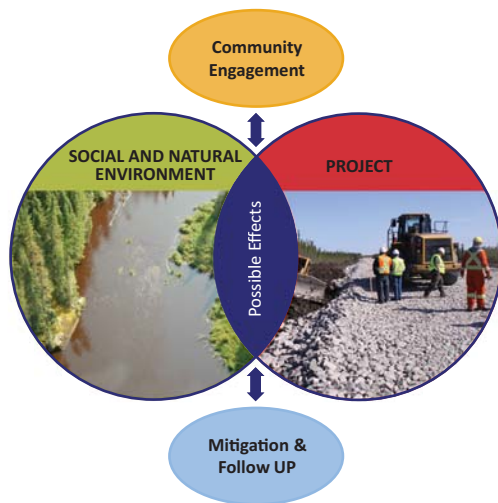 Community
Engagement
SOCIAL AND NATURAL
ENVIRONMENT
PROJECT
Possible Effects
Mitigation &
Follow UP